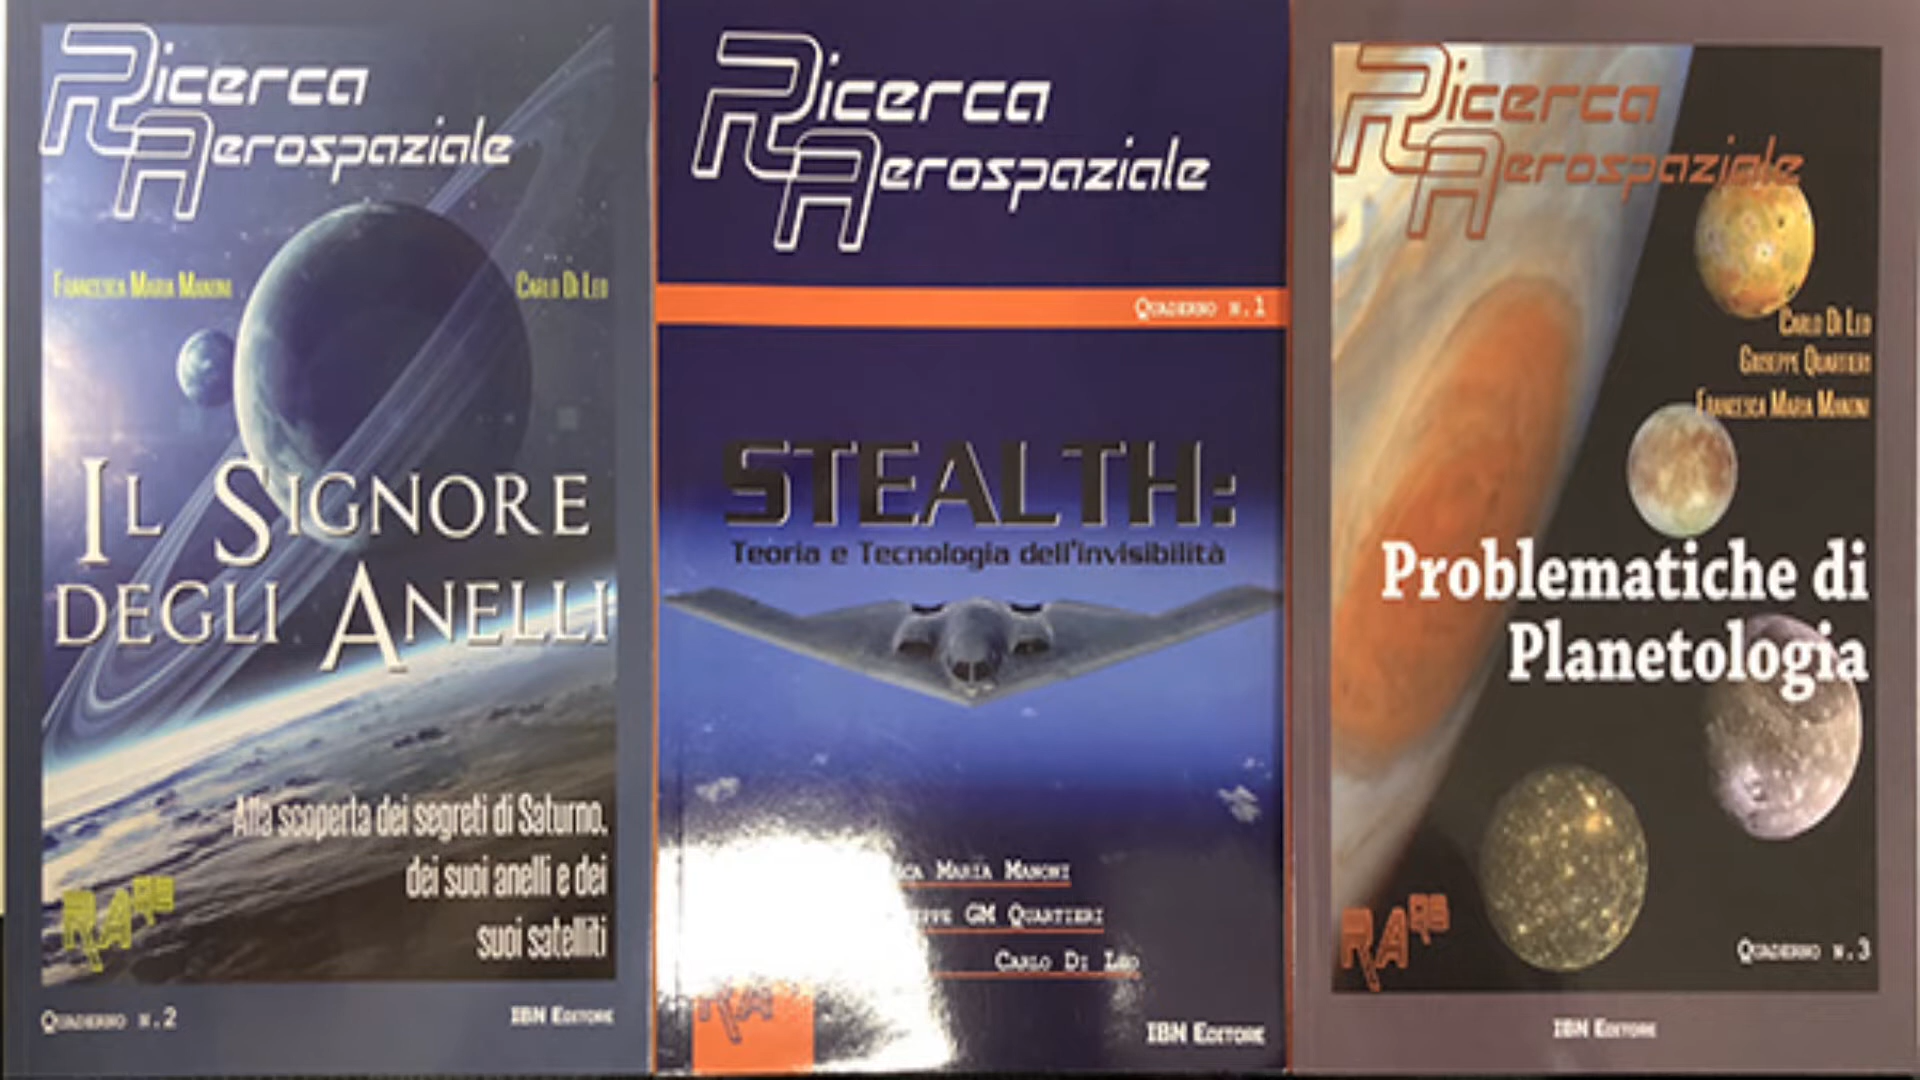 Ricerca
Aerospaziale
Francesca Maria Manoni
Carlo Di Leo
Il Signore
degli Anelli
Alla scoperta dei segreti di Saturno,
dei suoi anelli e dei
suoi satelliti
RA
Quaderno n.2
IBN Editore
Ricerca
Aerospaziale
Quaderno n.1
STEALTH:
Teoria e Tecnologia dell'invisibilità
Maria Manoni
GM Quartieri
Carlo Di Leo
RA
IBN Editore
Ricerca
Aerospaziale
Carlo Di Leo
Giuseppe Quartieri
Francesca Maria Manoni
Problematiche di
Planetologia
RA
Quaderno n.3
IBN Editore